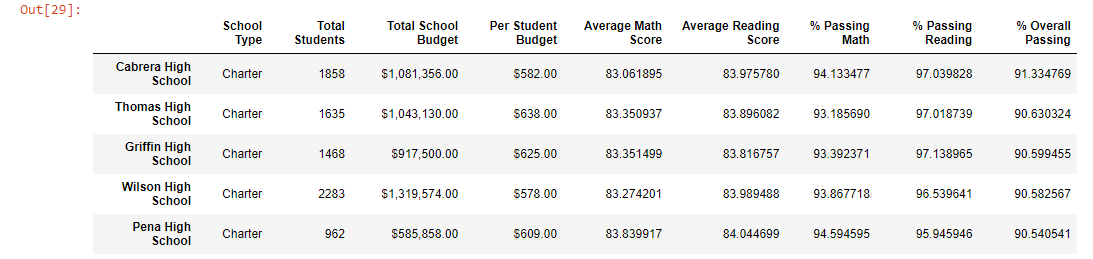 Out[29]:
School Type Total Students Total School Budget Per Student Budget Average Math Score Average Reading Score % Passing Math % Passing Reading % Overall Passing
Cabrera High School Charter 1858 $1,081,356.00 $582.00 83.061895 83.975780 94.133477 97.039828 91.334769
Thomas High School Charter 1635 $1,043,130.00 $638.00 83.350937 83.896082 93.185690 97.018739 90.630324
Griffin High School Charter 1468 $917,500.00 $625.00 83.351499 83.816757 93.392371 97.138965 90.599455
Wilson High School Charter 2283 $1,319,574.00 $578.00 83.274201 83.989488 93.867718 96.539641 90.582567
Pena High School Charter 962 $585,858.00 $609.00 83.839917 84.044699 94.594595 95.945946 90.540541